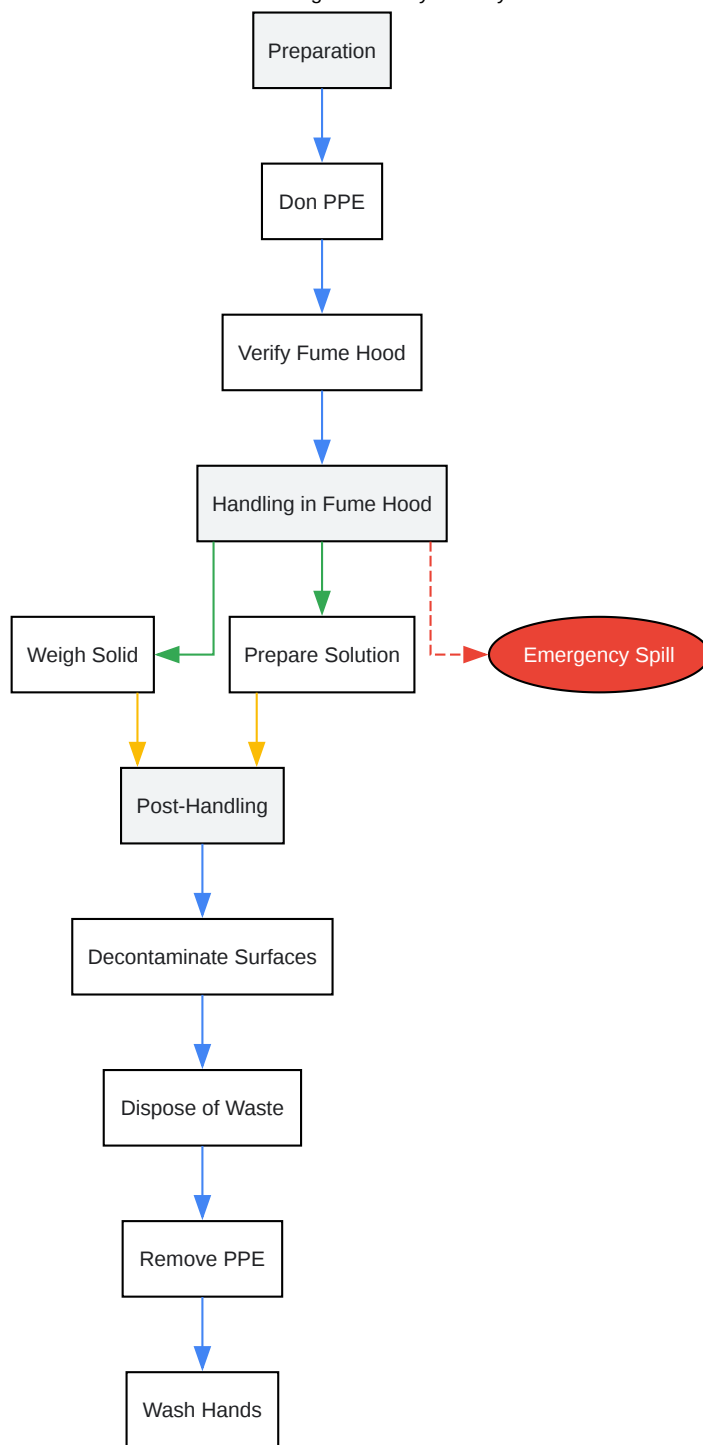 Preparation
Don PPE
Verify Fume Hood
Handling in Fume Hood
Weigh Solid
Prepare Solution
Emergency Spill
Post-Handling
Decontaminate Surfaces
Dispose of Waste
Remove PPE
Wash Hands